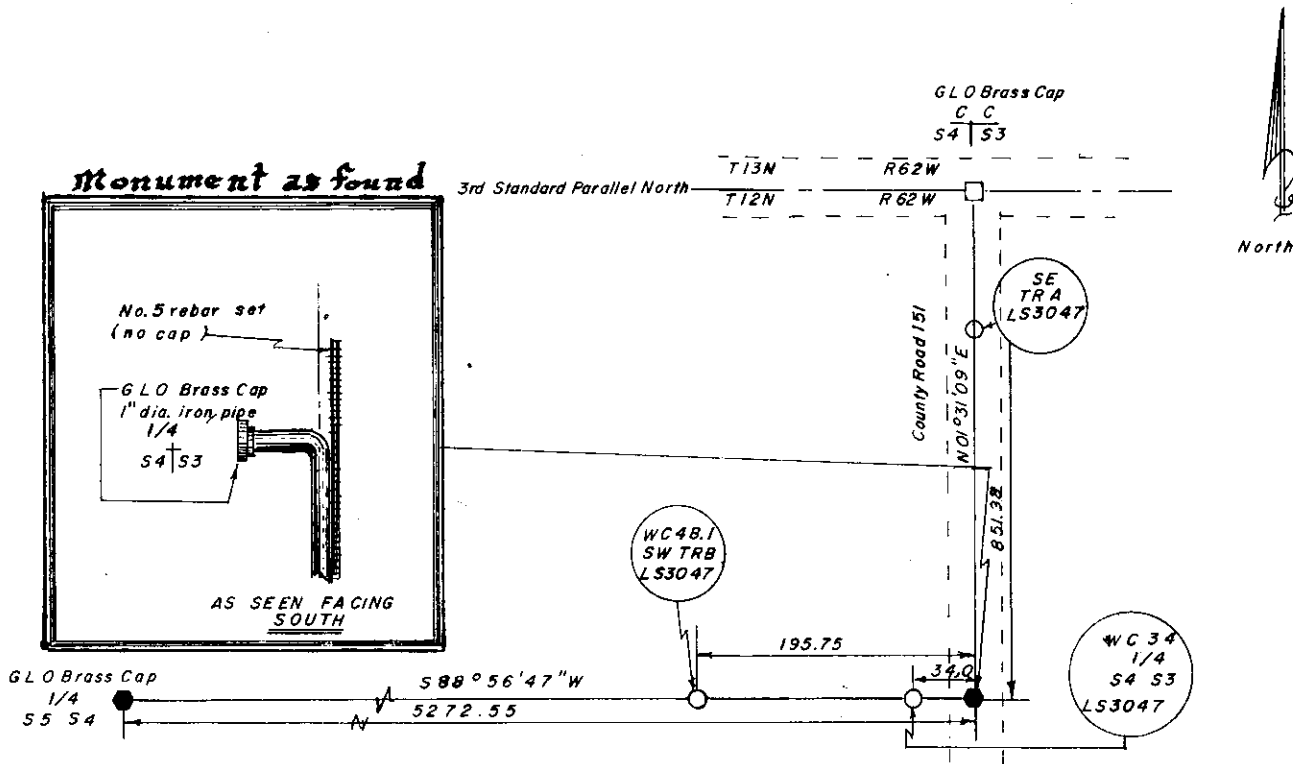 GLO Brass Cap
C C
S4 S3
Monument as found
3rd Standard Parallel North
T13N R62W
T12N R62W
North
No. 5 rebar set
(no cap)
GLO Brass Cap
1" dia. iron pipe
1/4
S4 S3
AS SEEN FACING
SOUTH
SE
TR A
LS3047
County Road 151
N01°31'09"E
851.38
WC48.1
SW TRB
LS3047
195.75
34.0
WC 34
1/4
S4 S3
LS3047
GLO Brass Cap
1/4
S5 S4
S88°56'47"W
5272.55